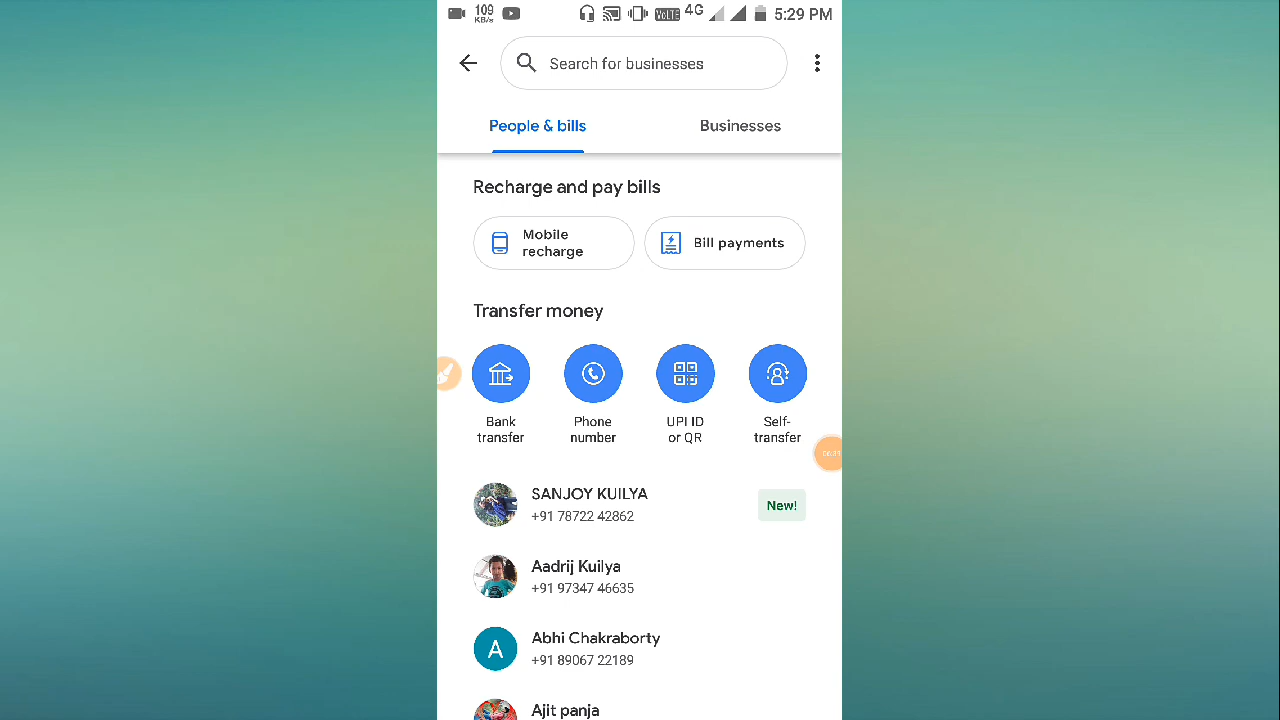 109
KB/s
VoLTE
4G
5:29 PM
Search for businesses
People & bills
Businesses
Recharge and pay bills
Mobile
recharge
Bill payments
Transfer money
Bank
transfer
Phone
number
UPI ID
or QR
Self-
transfer
SANJOY KUILYA
+91 78722 42862
New!
Aadrij Kuilya
+91 97347 46635
A
Abhi Chakraborty
+91 89067 22189
Ajit panja